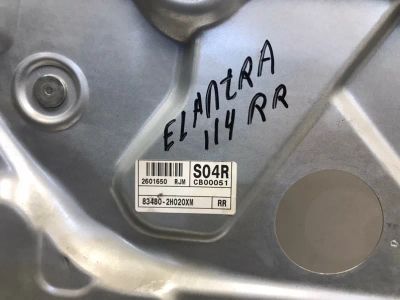 ELANTRA
114 RR
2601650 RJM
S04R
CB00051
83480-2H020XM
RR